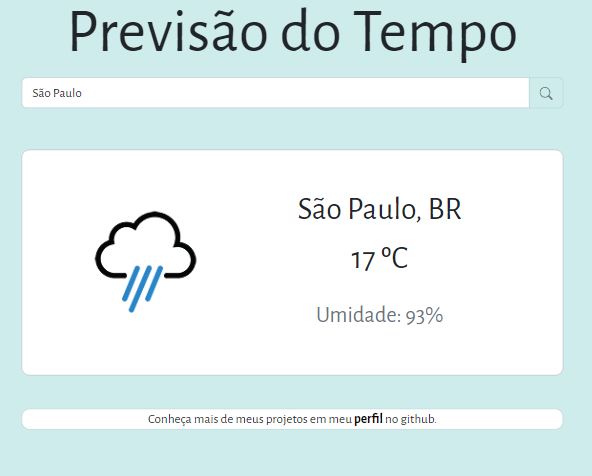 Previsão do Tempo
São Paulo
São Paulo, BR
17 ºC
Umidade: 93%
Conheça mais de meus projetos em meu perfil no github.